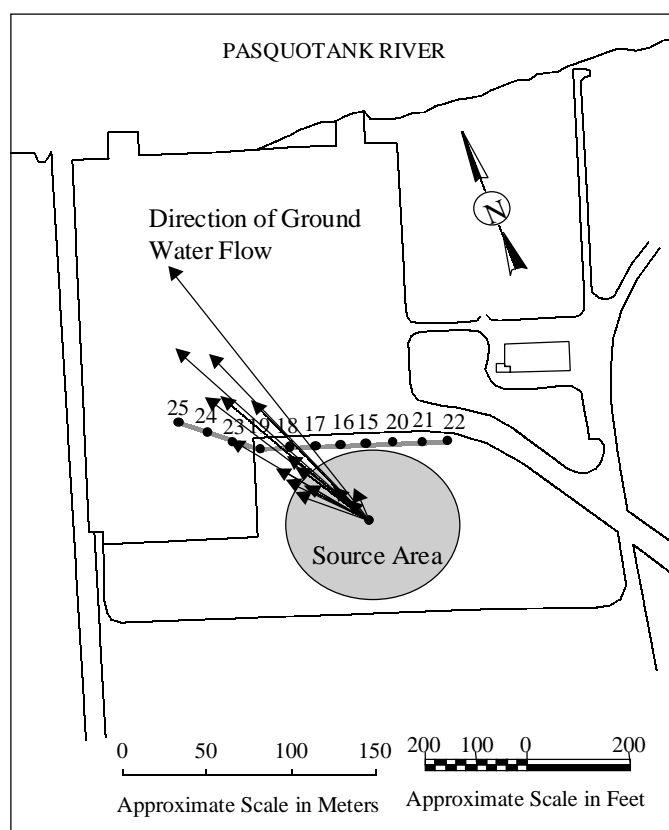 PASQUOTANK RIVER
N
Direction of Ground
Water Flow
25 24 23 19 18 17 16 15 20 21 22
Source Area
0 50 100 150
Approximate Scale in Meters
200 100 0 200
Approximate Scale in Feet